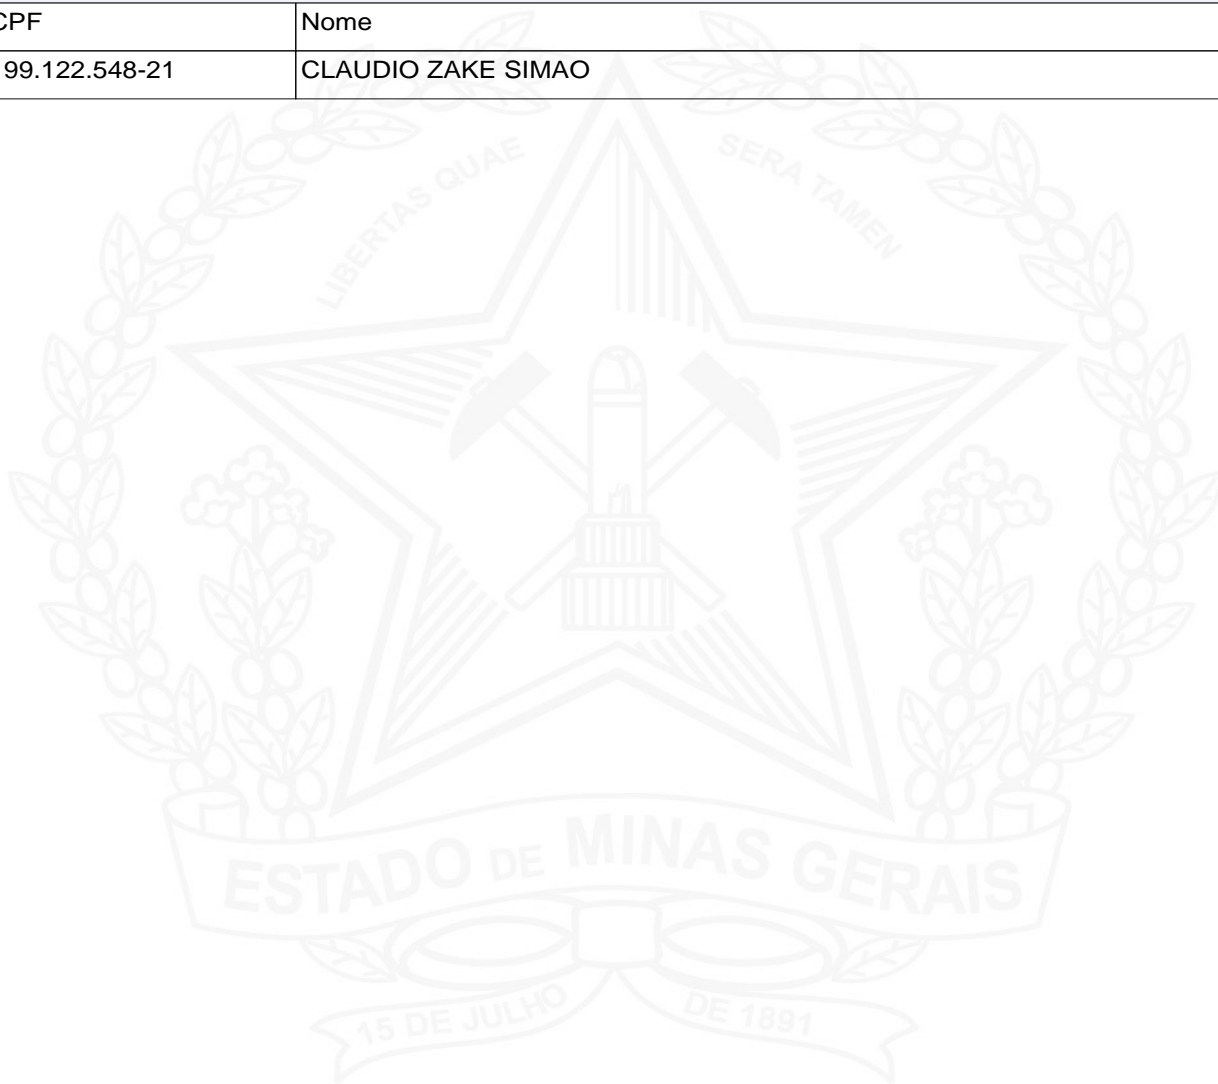 CPF Nome
99.122.548-21 CLAUDIO ZAKE SIMAO
LIBERTAS QUAE SERA TAMEN
ESTADO DE MINAS GERAIS
15 DE JULHO DE 1891